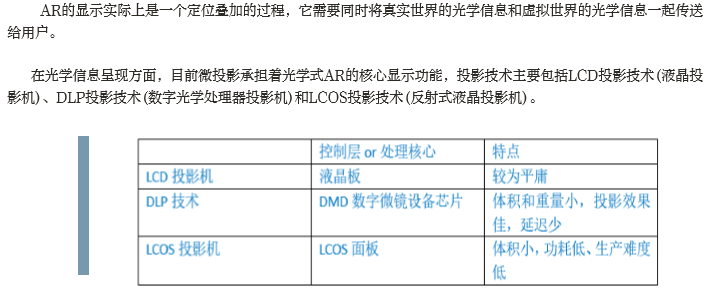 AR的显示实际上是一个定位叠加的过程，它需要同时将真实世界的光学信息和虚拟世界的光学信息一起传送
给用户。
在光学信息呈现方面，目前微投影承担着光学式AR的核心显示功能，投影技术主要包括LCD投影技术(液晶投
影机)、DLP投影技术(数字光学处理器投影机)和LCOS投影技术(反射式液晶投影机)。
控制层 or 处理核心 特点
LCD 投影机 液晶板 较为平庸
DLP 技术 DMD 数字微镜设备芯片 体积和重量小，投影效果
佳，延迟少
LCOS 投影机 LCOS 面板 体积小，功耗低、生产难度
低